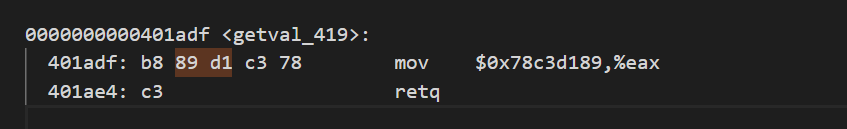 0000000000401adf <getval_419>:
401adf: b8 89 d1 c3 78 mov $0x78c3d189,%eax
401ae4: c3 retq